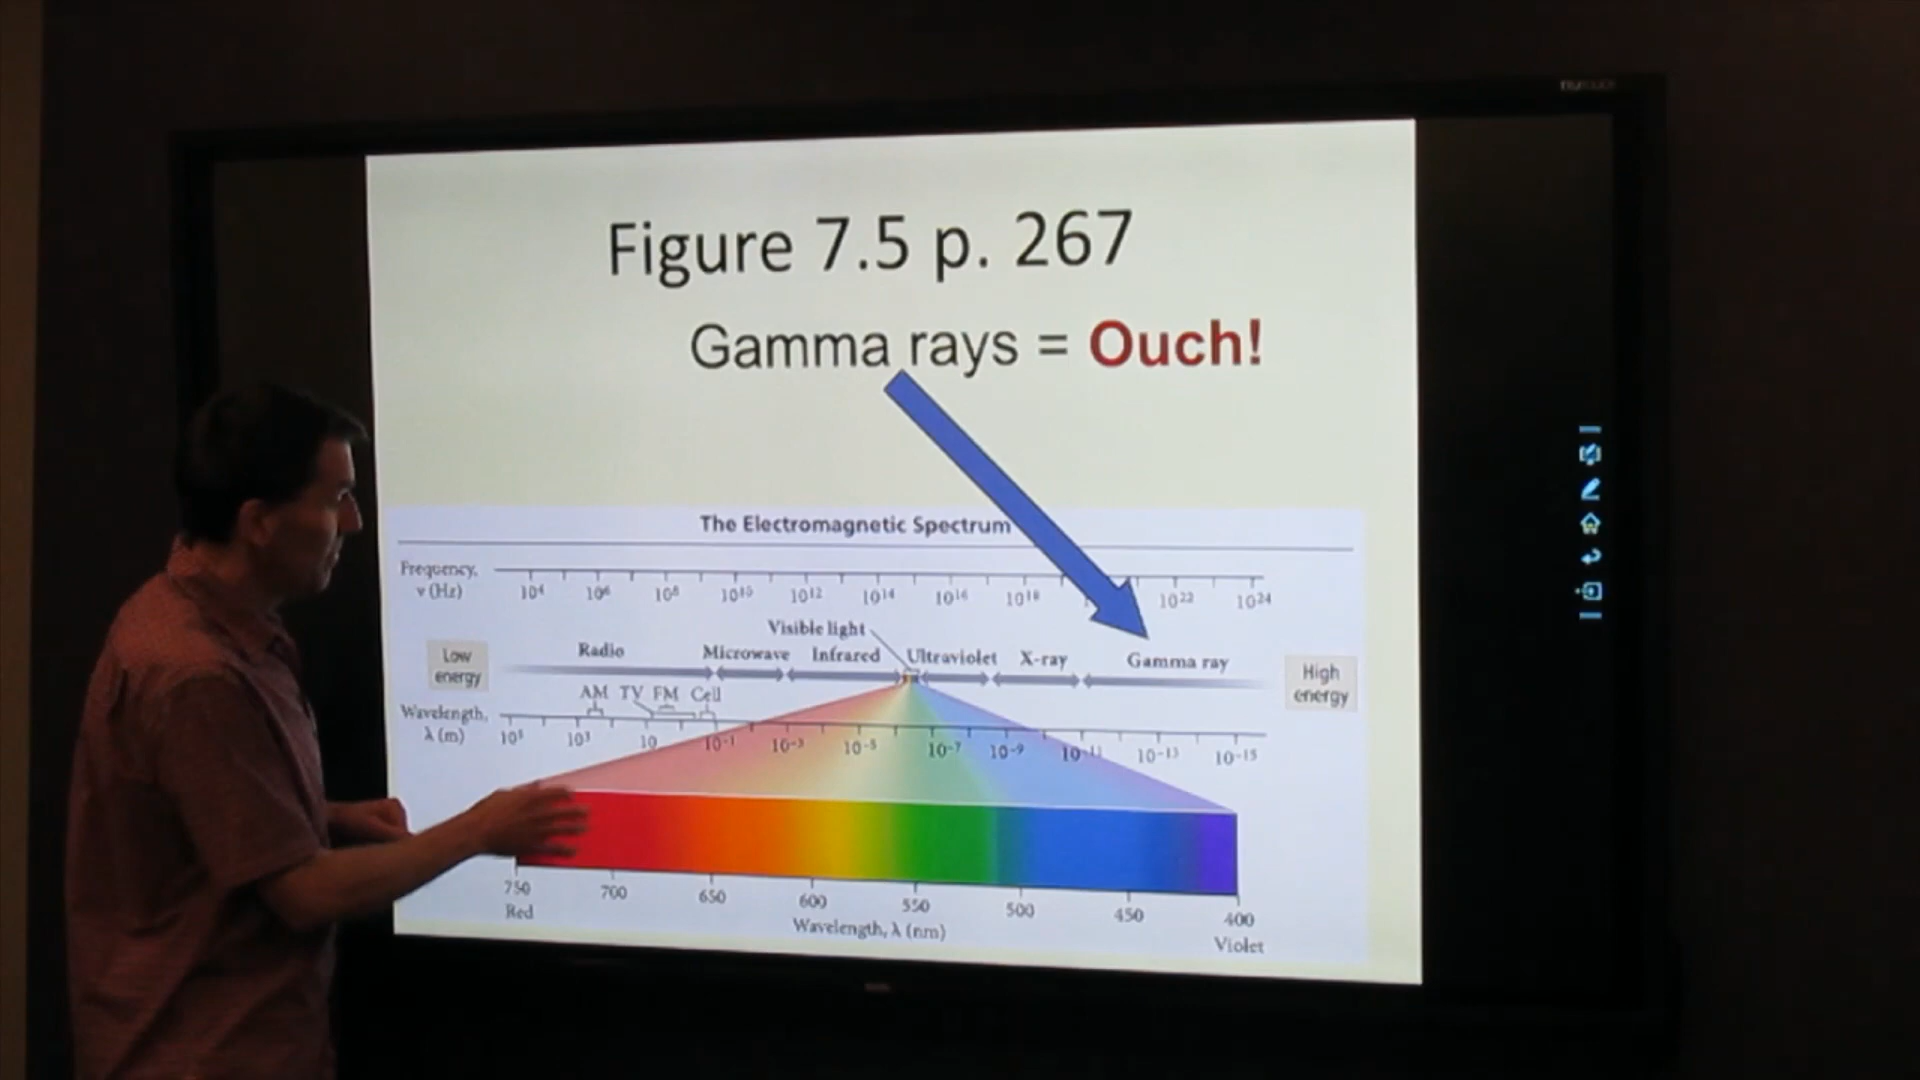 Figure 7.5 p. 267
Gamma rays = Ouch!
The Electromagnetic Spectrum
Frequency,
ν (Hz)
10⁴ 10⁶ 10⁸ 10¹⁰ 10¹² 10¹⁴ 10¹⁶ 10¹⁸ 10²² 10²⁴
Visible light
Low
energy
Radio Microwave Infrared Ultraviolet X-ray Gamma ray
High
energy
AM TV FM Cell
Wavelength,
λ (m)
10⁵ 10³ 10 10⁻¹ 10⁻³ 10⁻⁵ 10⁻⁷ 10⁻⁹ 10⁻¹¹ 10⁻¹³ 10⁻¹⁵
750 700 650 600 550 500 450 400
Red Wavelength, λ (nm) Violet